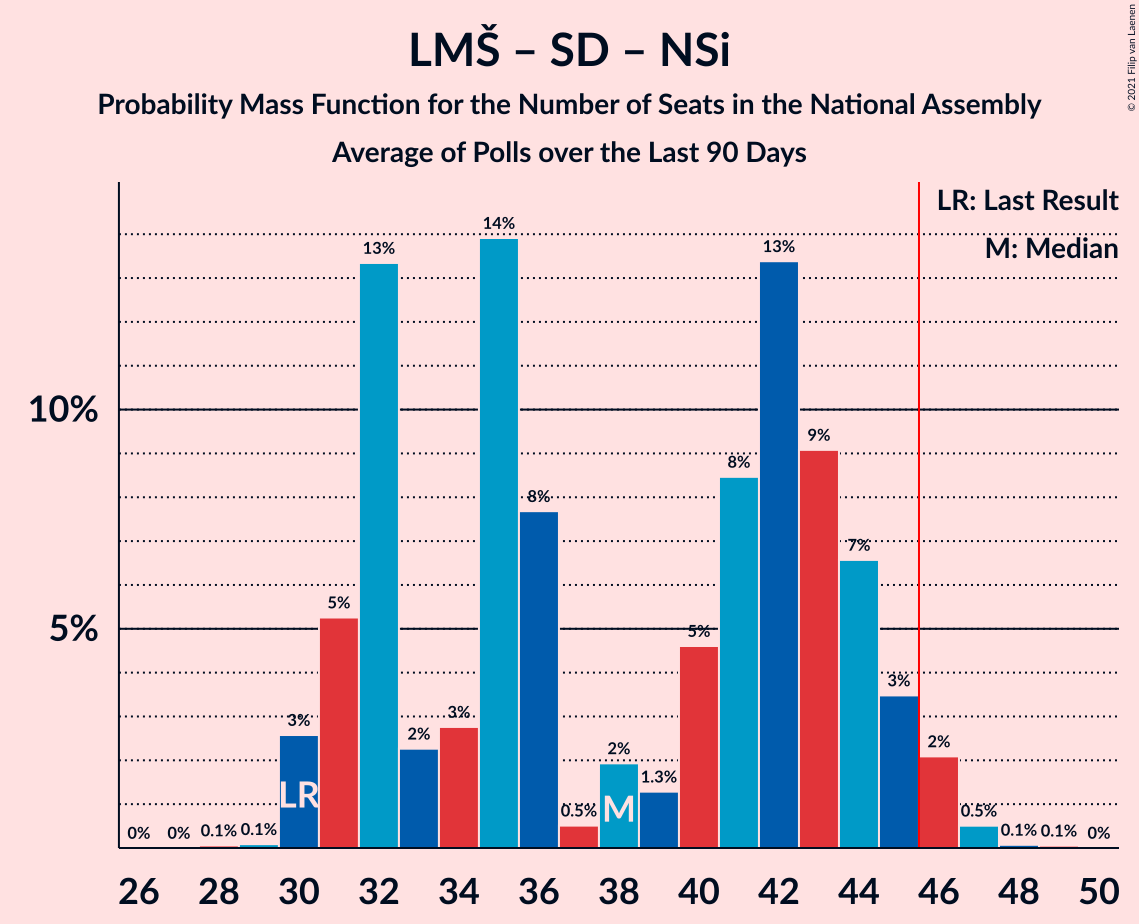 LMŠ – SD – NSi
Probability Mass Function for the Number of Seats in the National Assembly
Average of Polls over the Last 90 Days
© 2021 Filip van Laenen
LR: Last Result
M: Median
10%
5%
0% 0% 0.1% 0.1% 3% 5% 13% 2% 3% 14% 8% 0.5% 2% 1.3% 5% 8% 13% 9% 7% 3% 2% 0.5% 0.1% 0.1% 0%
LR M
26 28 30 32 34 36 38 40 42 44 46 48 50